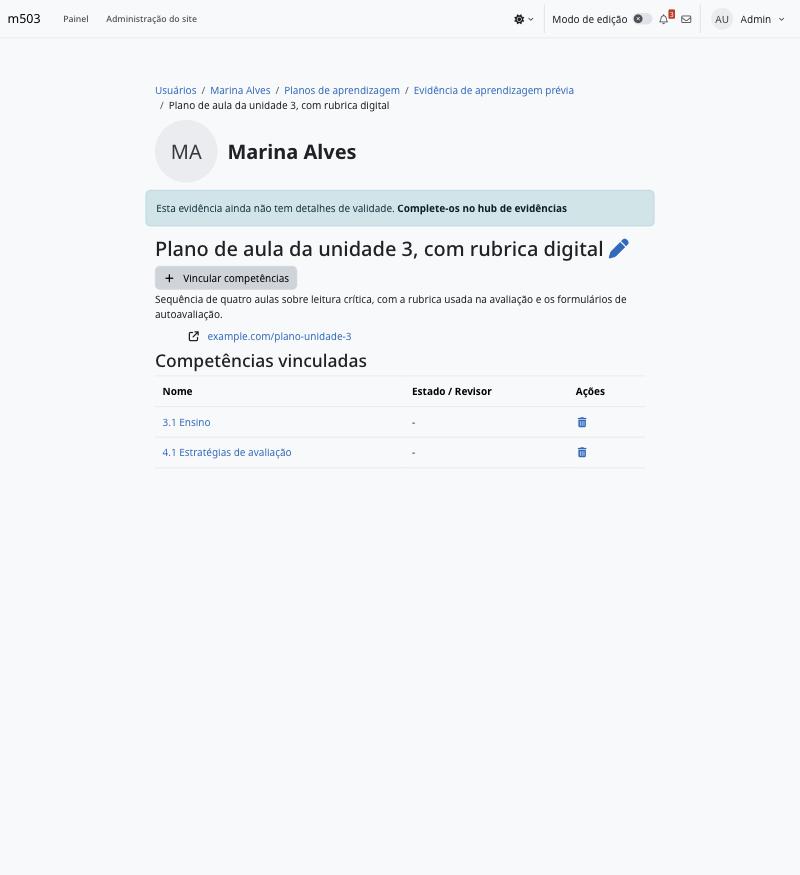 m503 Painel Administração do site Modo de edição 3 AU Admin
Usuários / Marina Alves / Planos de aprendizagem / Evidência de aprendizagem prévia
/ Plano de aula da unidade 3, com rubrica digital
MA Marina Alves
Esta evidência ainda não tem detalhes de validade. Complete-os no hub de evidências
Plano de aula da unidade 3, com rubrica digital
+ Vincular competências
Sequência de quatro aulas sobre leitura crítica, com a rubrica usada na avaliação e os formulários de
autoavaliação.
example.com/plano-unidade-3
Competências vinculadas
Nome Estado / Revisor Ações
3.1 Ensino -
4.1 Estratégias de avaliação -